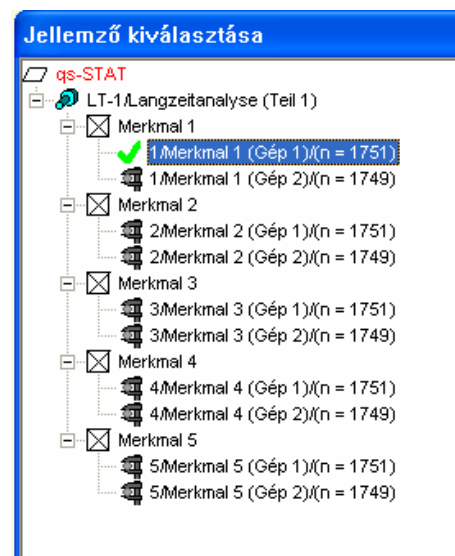 Jellemző kiválasztása
qs-STAT
LT-1/Langzeitanalyse (Teil 1)
Merkmal 1
1/Merkmal 1 (Gép 1)/(n = 1751)
1/Merkmal 1 (Gép 2)/(n = 1749)
Merkmal 2
2/Merkmal 2 (Gép 1)/(n = 1751)
2/Merkmal 2 (Gép 2)/(n = 1749)
Merkmal 3
3/Merkmal 3 (Gép 1)/(n = 1751)
3/Merkmal 3 (Gép 2)/(n = 1749)
Merkmal 4
4/Merkmal 4 (Gép 1)/(n = 1751)
4/Merkmal 4 (Gép 2)/(n = 1749)
Merkmal 5
5/Merkmal 5 (Gép 1)/(n = 1751)
5/Merkmal 5 (Gép 2)/(n = 1749)